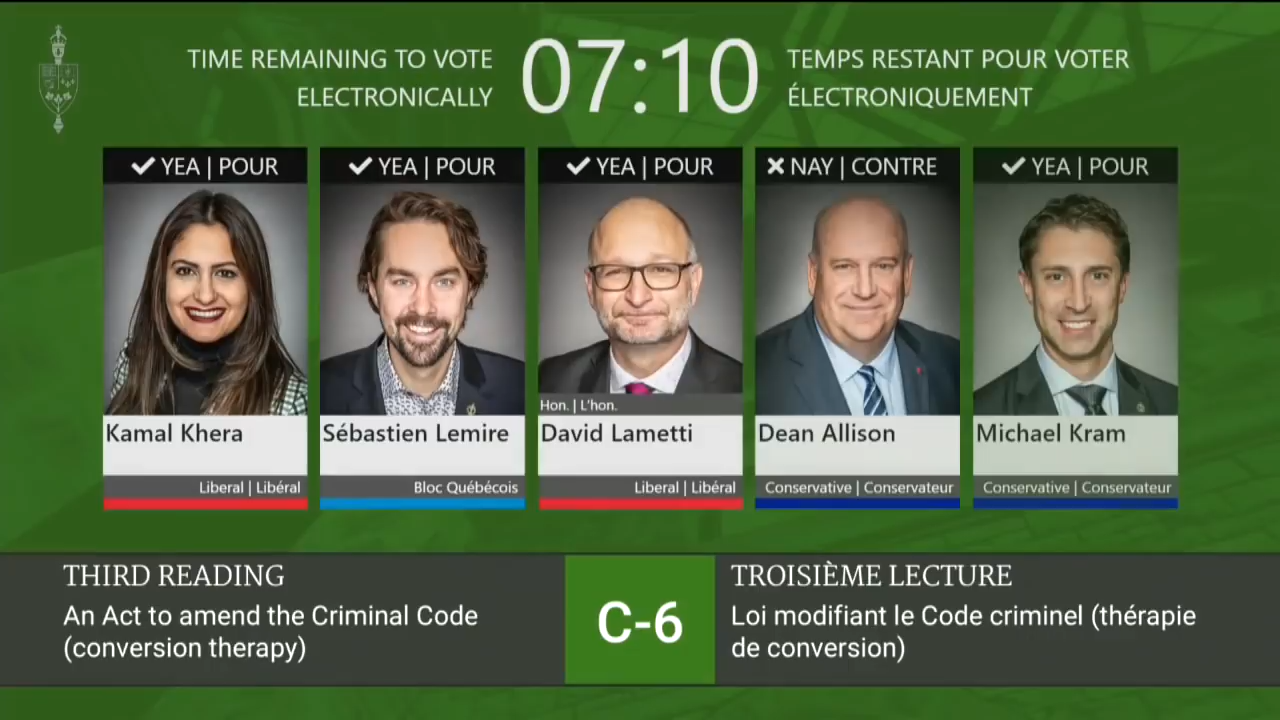 TIME REMAINING TO VOTE
ELECTRONICALLY
07:10
TEMPS RESTANT POUR VOTER
ÉLECTRONIQUEMENT
YEA | POUR
YEA | POUR
YEA | POUR
NAY | CONTRE
YEA | POUR
Hon. | L'hon.
Kamal Khera
Sébastien Lemire
David Lametti
Dean Allison
Michael Kram
Liberal | Libéral
Bloc Québécois
Liberal | Libéral
Conservative | Conservateur
Conservative | Conservateur
THIRD READING
An Act to amend the Criminal Code
(conversion therapy)
C-6
TROISIÈME LECTURE
Loi modifiant le Code criminel (thérapie
de conversion)